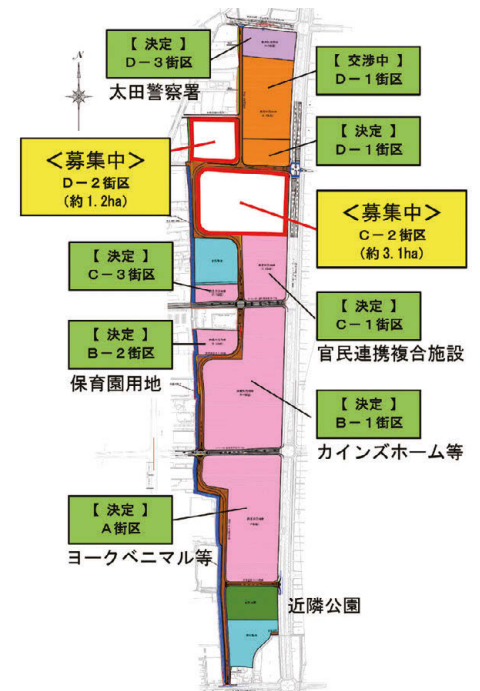 【 決定 】
D－3街区
太田警察署
【 交渉中 】
D－1街区
N
【 決定 】
D－1街区
＜募集中＞
D－2街区
(約1.2ha)
＜募集中＞
C－2街区
(約3.1ha)
【 決定 】
C－3街区
【 決定 】
C－1街区
官民連携複合施設
【 決定 】
B－2街区
保育園用地
【 決定 】
B－1街区
カインズホーム等
【 決定 】
A街区
ヨークベニマル等
近隣公園